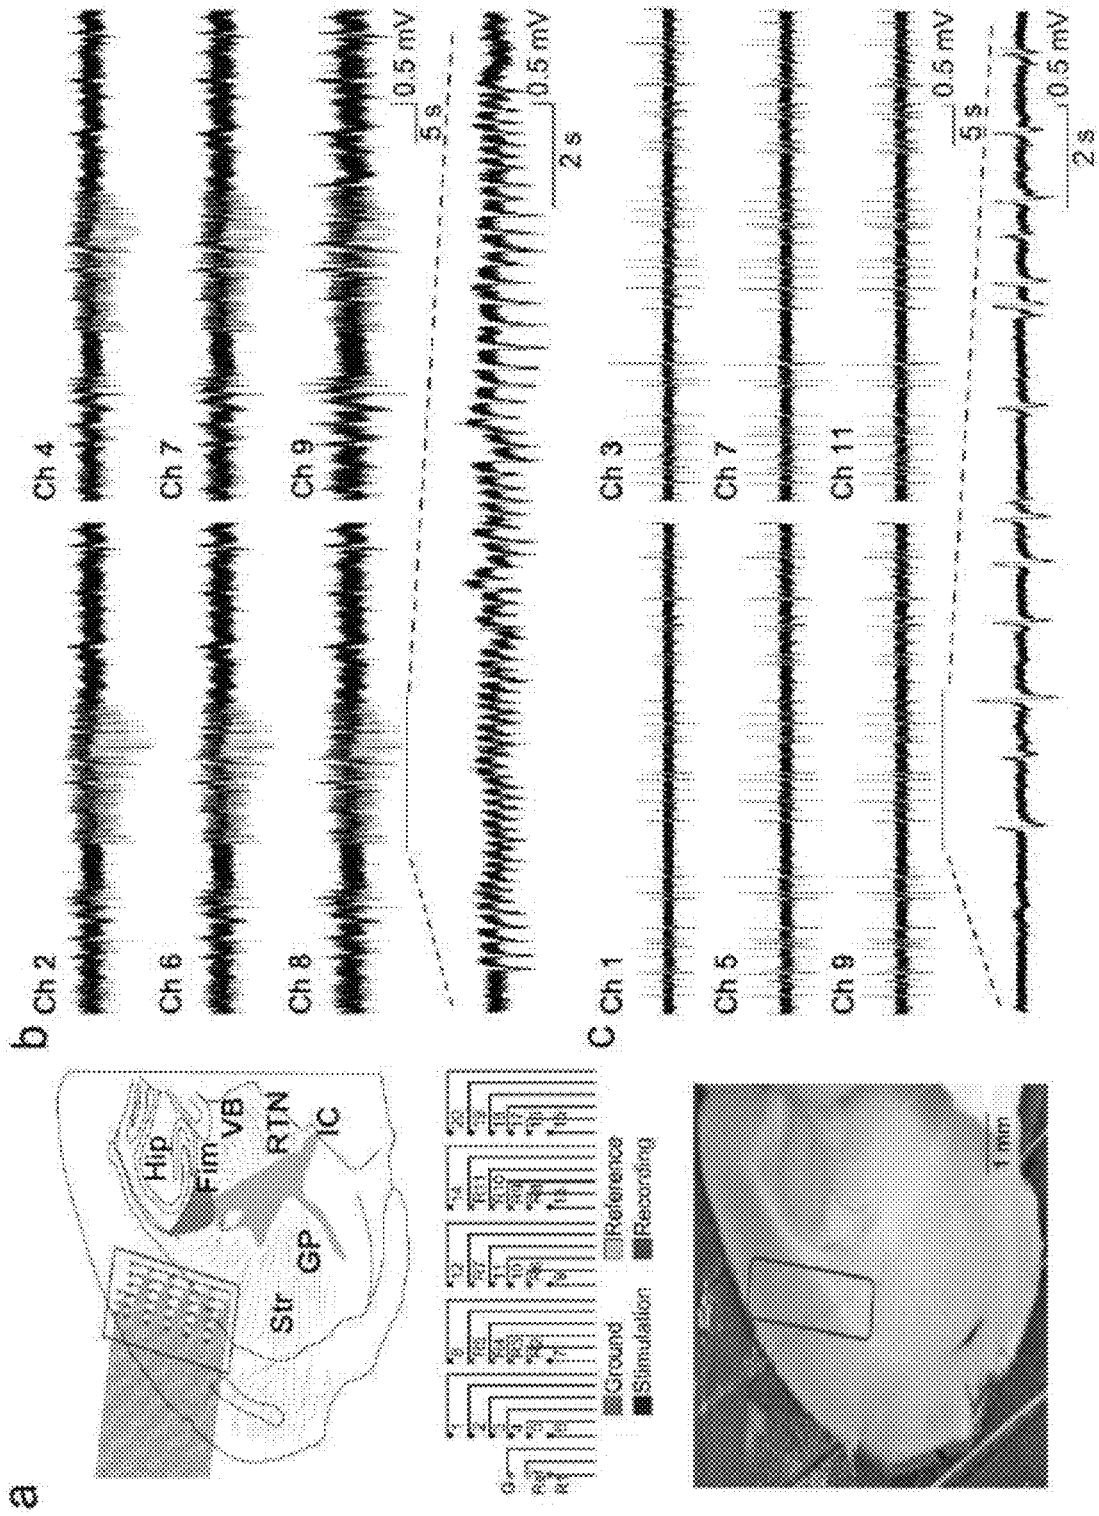 a
Hip
Fim
VB
RTN
IC
GP
Str
Ground
Reference
Stimulation
Recording
1 mm
b
Ch 2
Ch 4
Ch 6
Ch 7
Ch 8
Ch 9
0.5 mV
5 s
0.5 mV
2 s
c
Ch 1
Ch 3
Ch 5
Ch 7
Ch 9
Ch 11
0.5 mV
5 s
0.5 mV
2 s